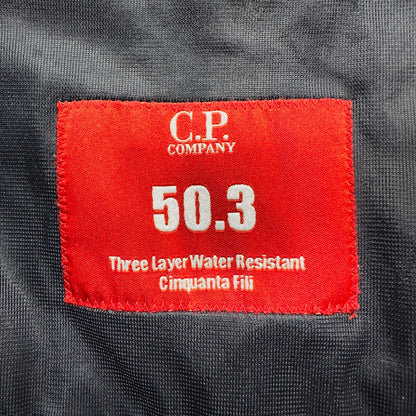 C.P.
COMPANY
50.3
Three Layer Water Resistant
Cinquanta Fili